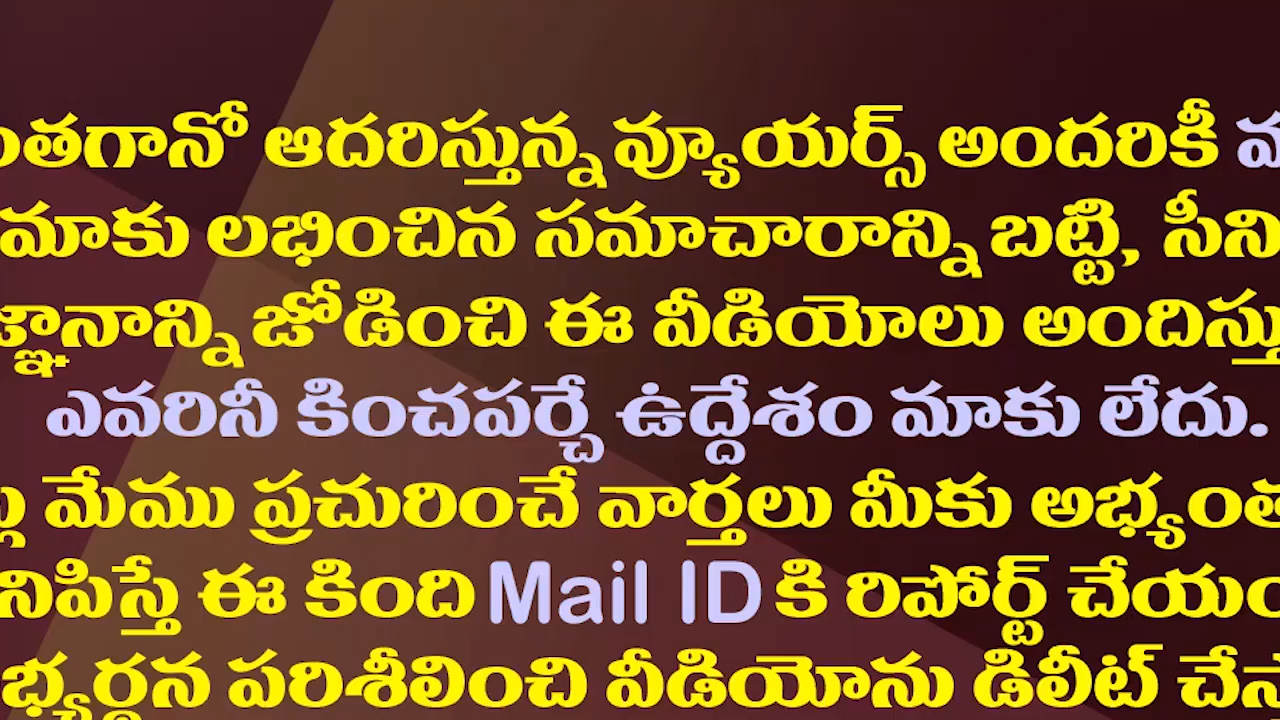 ంతగానో ఆదరిస్తున్న వ్యూయర్స్ అందరికీ
మాకు లభించిన సమాచారాన్ని బట్టి, సీని
జ్ఞానాన్ని జోడించి ఈ వీడియోలు అందిస్తు
ఎవరినీ కించపర్చే ఉద్దేశం మాకు లేదు.
మేము ప్రచురించే వార్తలు మీకు అభ్యంత
నిపిస్తే ఈ కింది Mail ID కి రిపోర్ట్ చేయం
భ్యర్థన పరిశీలించి వీడియోను డిలీట్ చేస